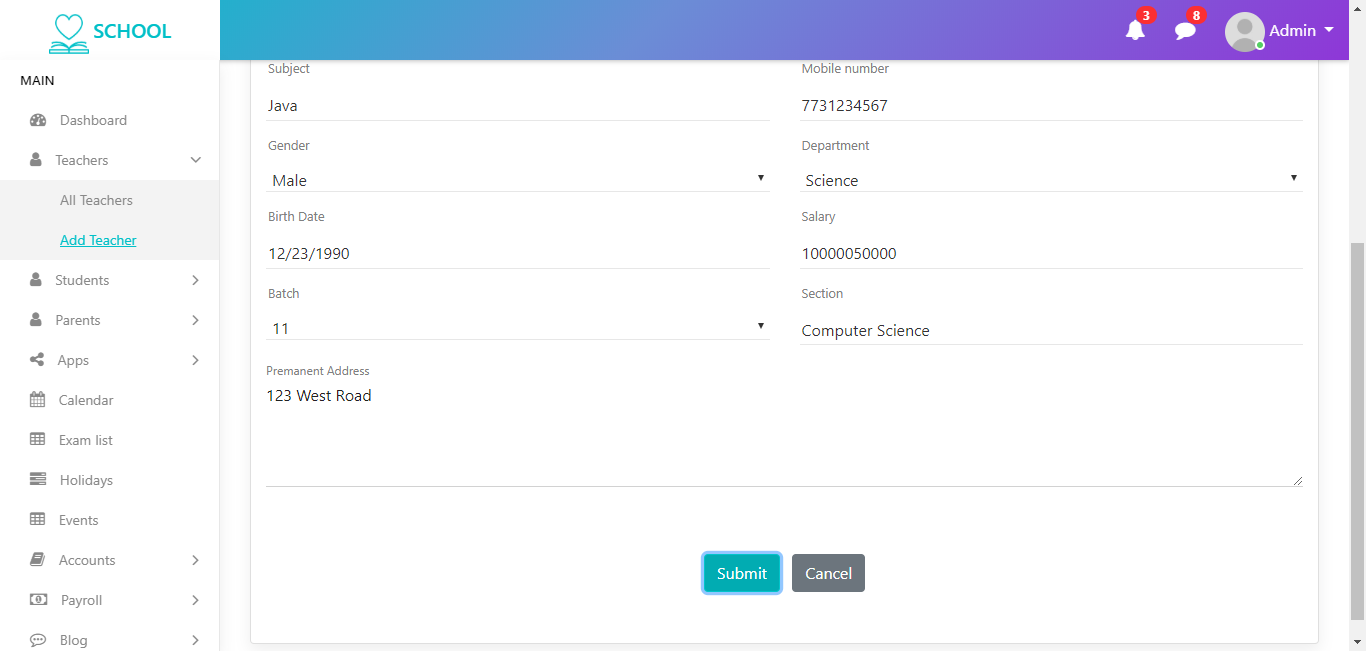 SCHOOL
3
8
Admin
MAIN
Dashboard
Teachers
All Teachers
Add Teacher
Students
Parents
Apps
Calendar
Exam list
Holidays
Events
Accounts
Payroll
Blog
Subject
Mobile number
Java
7731234567
Gender
Department
Male
Science
Birth Date
Salary
12/23/1990
10000050000
Batch
Section
11
Computer Science
Premanent Address
123 West Road
Submit
Cancel